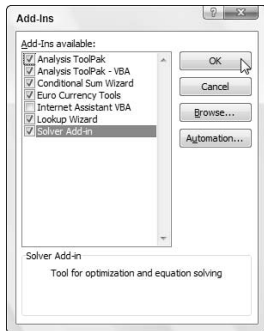 Add-Ins
Add-Ins available:
Analysis ToolPak
Analysis ToolPak - VBA
Conditional Sum Wizard
Euro Currency Tools
Internet Assistant VBA
Lookup Wizard
Solver Add-in
OK
Cancel
Browse...
Automation...
Solver Add-in
Tool for optimization and equation solving